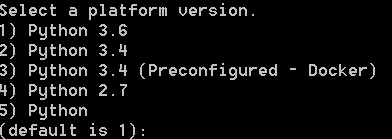 Select a platform version.
1) Python 3.6
2) Python 3.4
3) Python 3.4 (Preconfigured - Docker)
4) Python 2.7
5) Python
(default is 1):